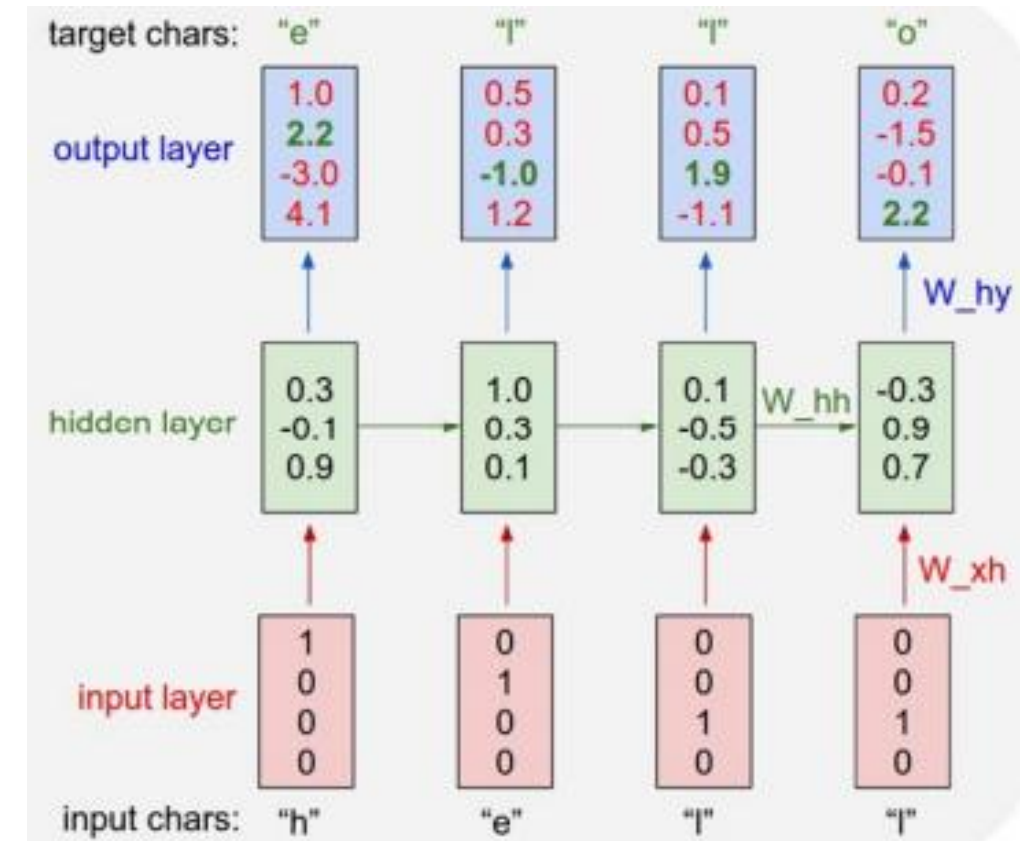 target chars: “e” “l” “l” “o”
1.0 0.5 0.1 0.2
2.2 0.3 0.5 -1.5
output layer
-3.0 -1.0 1.9 -0.1
4.1 1.2 -1.1 2.2
W_hy
0.3 1.0 0.1 -0.3
W_hh
hidden layer -0.1 0.3 -0.5 0.9
0.9 0.1 -0.3 0.7
W_xh
1 0 0 0
0 1 0 0
input layer
0 0 1 1
0 0 0 0
input chars: “h” “e” “l” “l”